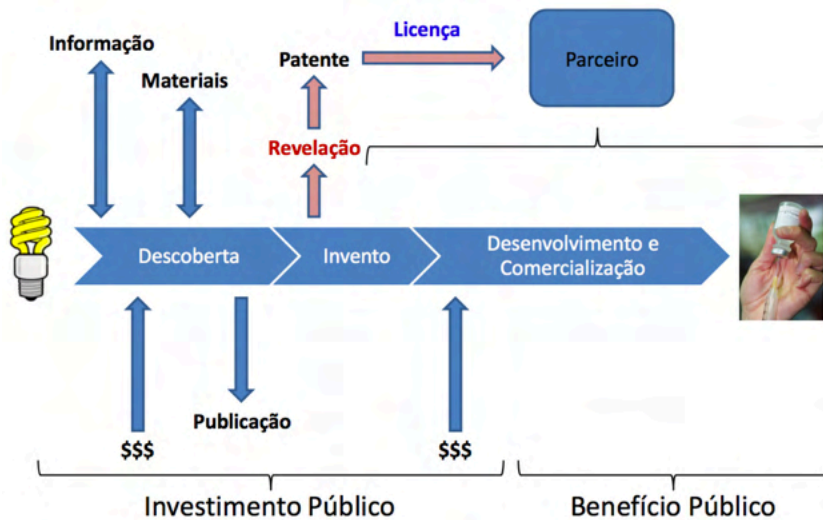 Informação
Materiais
Patente
Licença
Parceiro
Revelação
Descoberta
Invento
Desenvolvimento e
Comercialização
Publicação
$$$
$$$
Investimento Público
Benefício Público